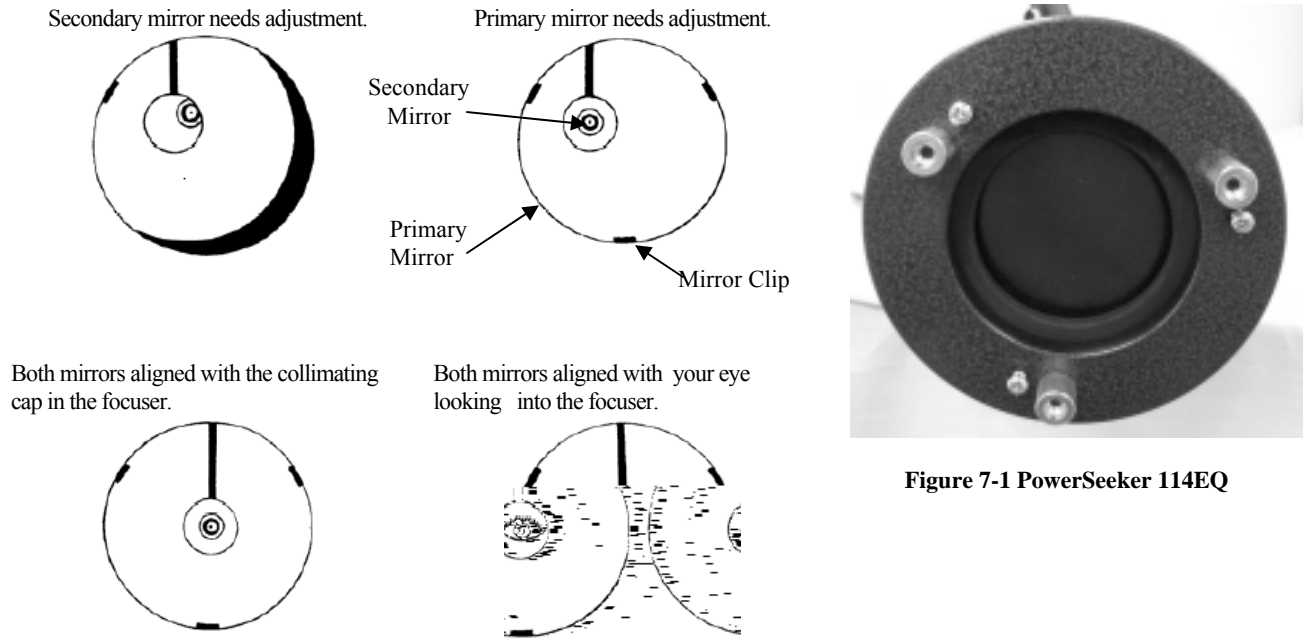 Secondary mirror needs adjustment.
Primary mirror needs adjustment.
Secondary
Mirror
Primary
Mirror
Mirror Clip
Both mirrors aligned with the collimating
cap in the focuser.
Both mirrors aligned with your eye
looking into the focuser.
Figure 7-1 PowerSeeker 114EQ